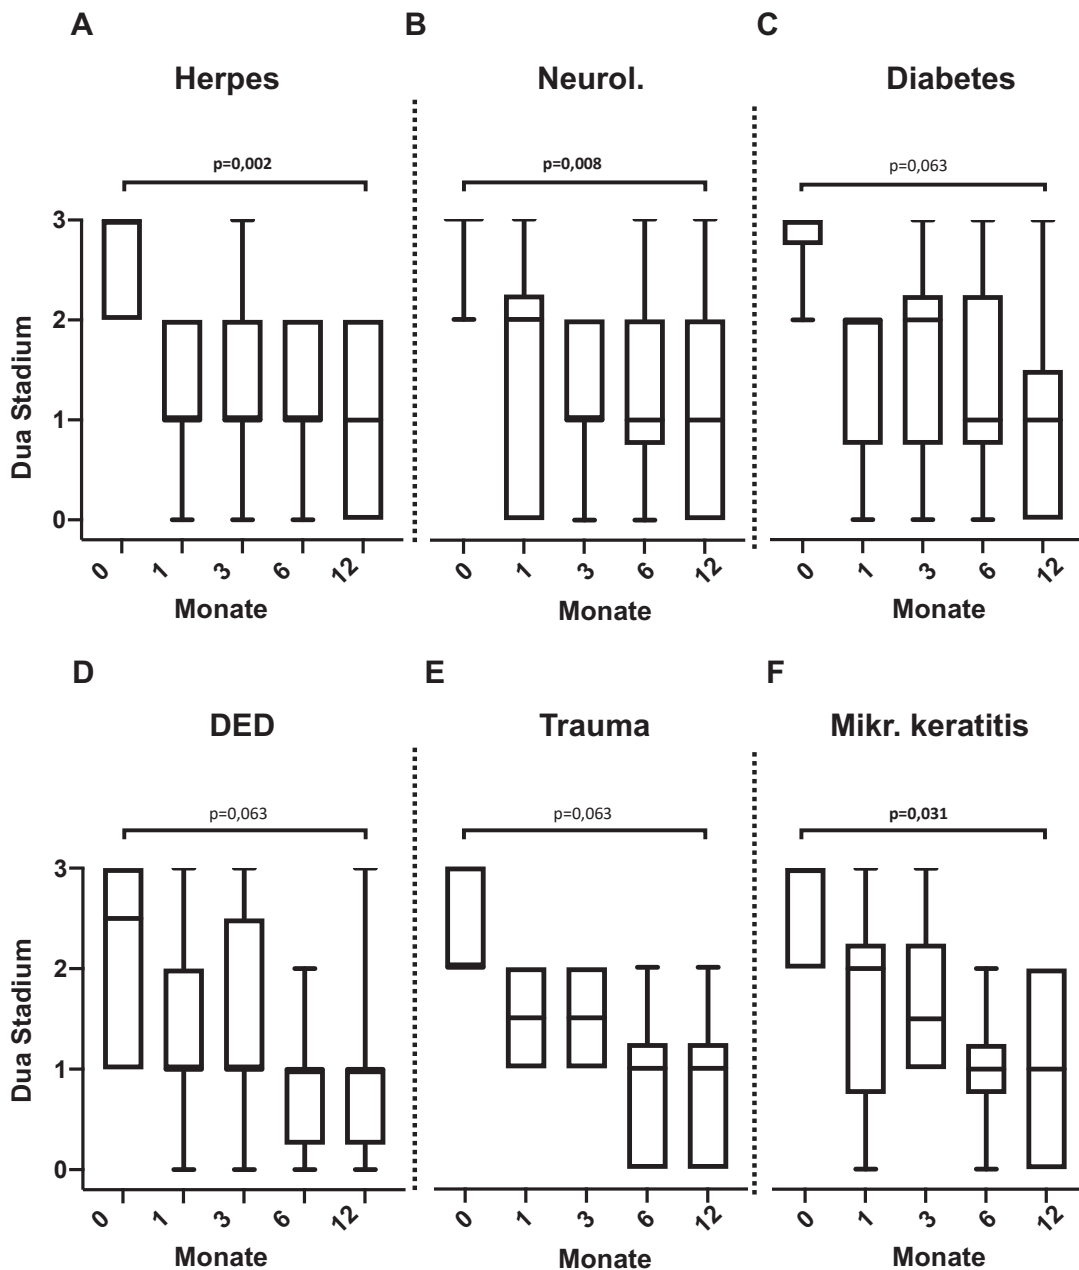 A
B
C
Herpes
Neurol.
Diabetes
p=0,002
p=0,008
p=0,063
3
2
1
0
Dua Stadium
0 1 3 6 12
0 1 3 6 12
0 1 3 6 12
Monate
Monate
Monate
D
E
F
DED
Trauma
Mikr. keratitis
p=0,063
p=0,063
p=0,031
3
2
1
0
Dua Stadium
0 1 3 6 12
0 1 3 6 12
0 1 3 6 12
Monate
Monate
Monate